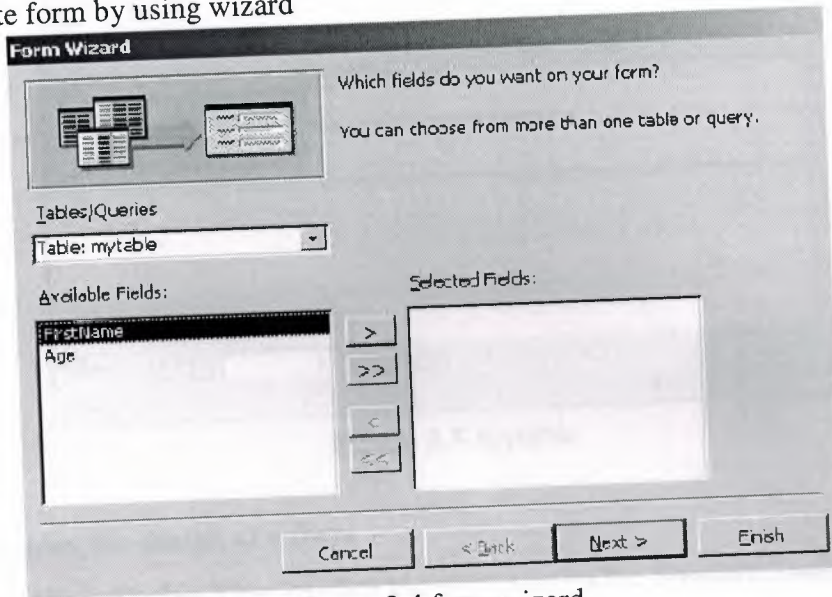 te form by using wizard
Form Wizard
Which fields do you want on your form?
You can choose from more than one table or query.
Tables/Queries
Table: mytable
Available Fields:
Selected Fields:
FirstName
Age
>
>>
<
<<
Cancel
< Back
Next >
Finish
form wizard